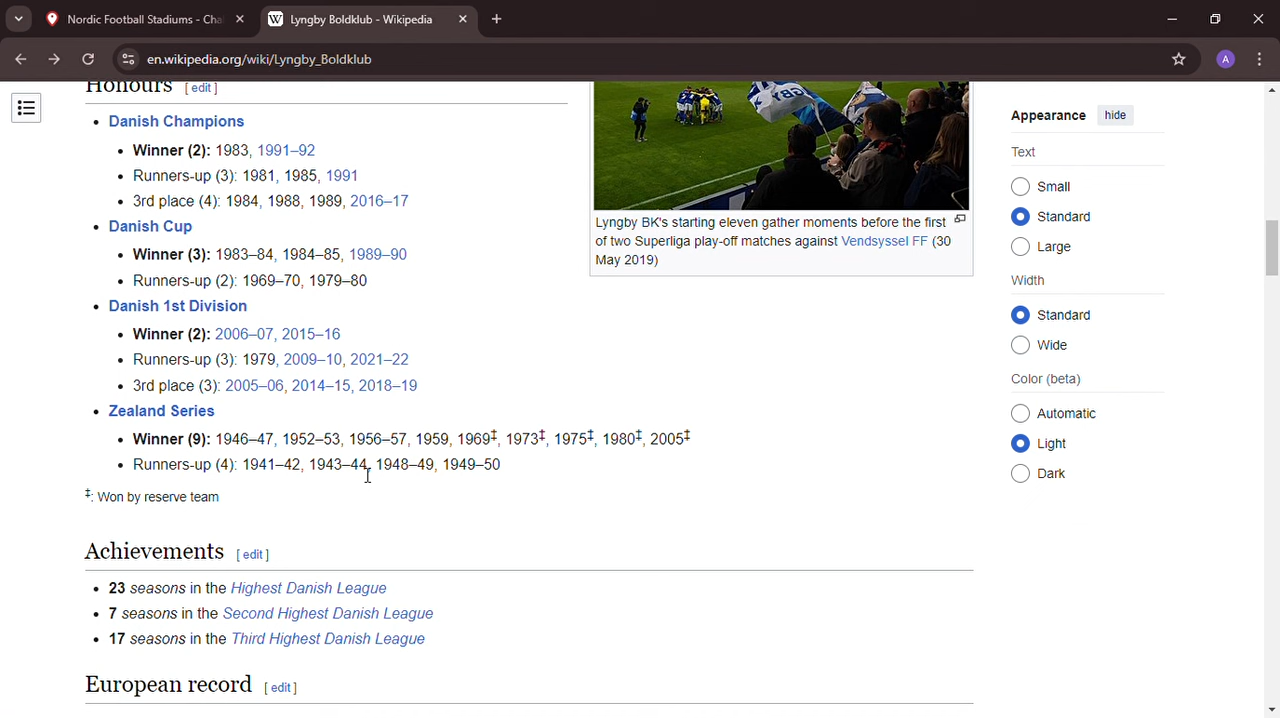 Nordic Football Stadiums - Cha
Lyngby Boldklub - Wikipedia
en.wikipedia.org/wiki/Lyngby_Boldklub
A
Honours [ edit ]
Danish Champions
Winner (2): 1983, 1991–92
Runners-up (3): 1981, 1985, 1991
3rd place (4): 1984, 1988, 1989, 2016–17
Danish Cup
Winner (3): 1983–84, 1984–85, 1989–90
Runners-up (2): 1969–70, 1979–80
Danish 1st Division
Winner (2): 2006–07, 2015–16
Runners-up (3): 1979, 2009–10, 2021–22
3rd place (3): 2005–06, 2014–15, 2018–19
Zealand Series
Winner (9): 1946–47, 1952–53, 1956–57, 1959, 1969‡, 1973‡, 1975‡, 1980‡, 2005‡
Runners-up (4): 1941–42, 1943–44, 1948–49, 1949–50
‡: Won by reserve team
Lyngby BK's starting eleven gather moments before the first
of two Superliga play-off matches against Vendsyssel FF (30
May 2019)
Achievements [ edit ]
23 seasons in the Highest Danish League
7 seasons in the Second Highest Danish League
17 seasons in the Third Highest Danish League
European record [ edit ]
Appearance hide
Text
Small
Standard
Large
Width
Standard
Wide
Color (beta)
Automatic
Light
Dark